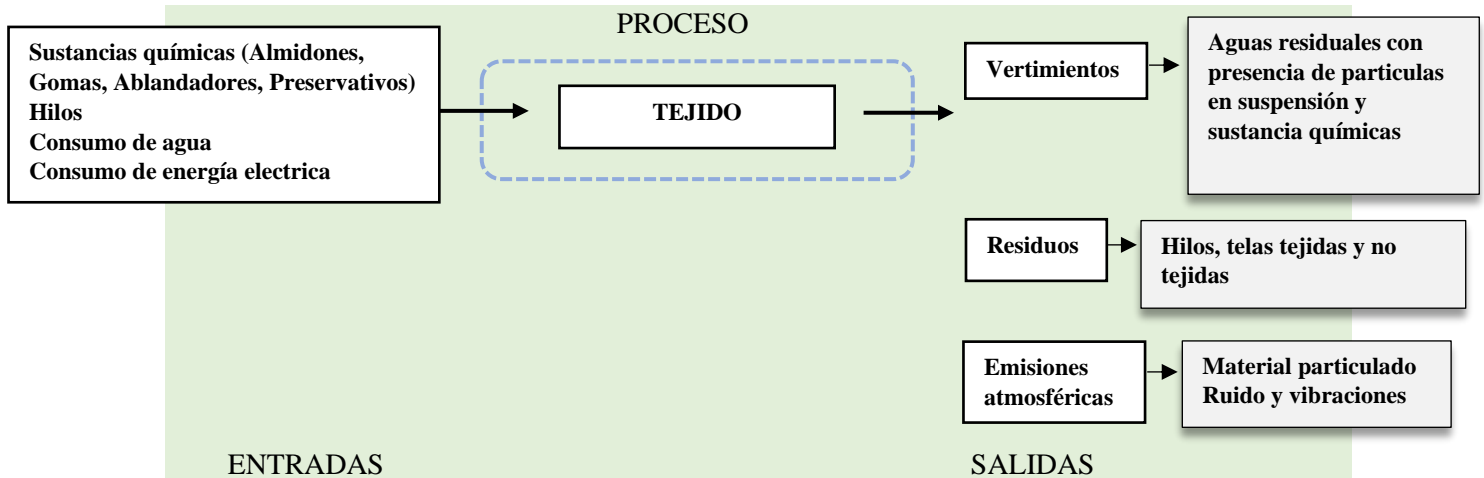 PROCESO
Sustancias químicas (Almidones,
Gomas, Ablandadores, Preservativos)
Hilos
Consumo de agua
Consumo de energía electrica
TEJIDO
Vertimientos
Aguas residuales con
presencia de particulas
en suspensión y
sustancia químicas
Residuos
Hilos, telas tejidas y no
tejidas
Emisiones
atmosféricas
Material particulado
Ruido y vibraciones
ENTRADAS
SALIDAS